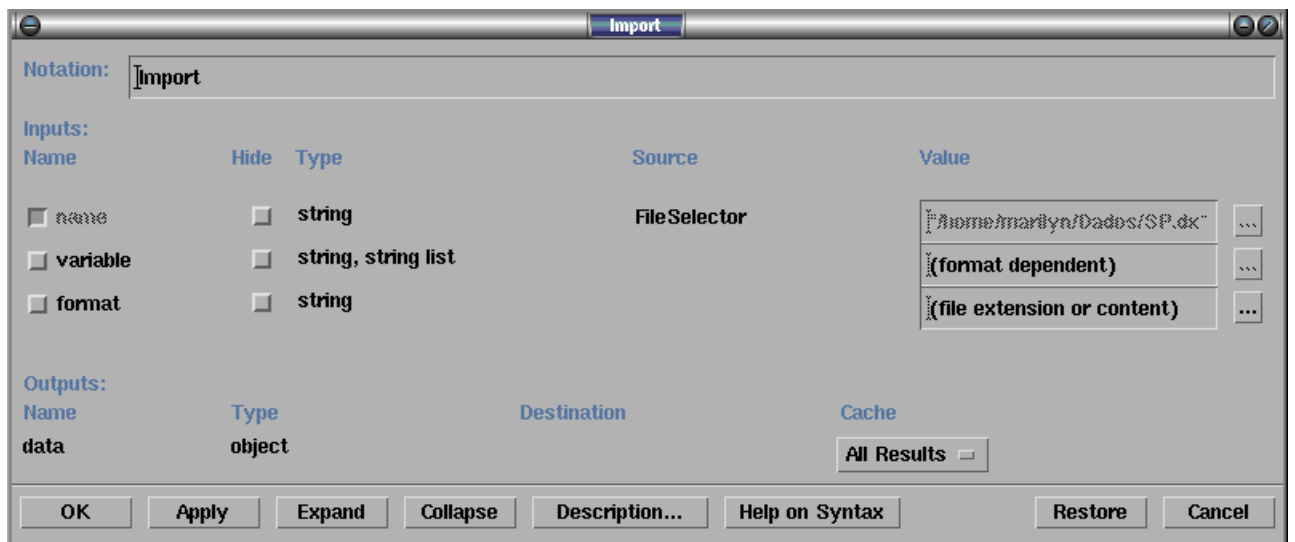 Import
Notation: Import
Inputs:
Name Hide Type Source Value
name string FileSelector "/home/marilyn/Dados/SP.dx" ...
variable string, string list (format dependent) ...
format string (file extension or content) ...
Outputs:
Name Type Destination Cache
data object All Results
OK Apply Expand Collapse Description... Help on Syntax Restore Cancel